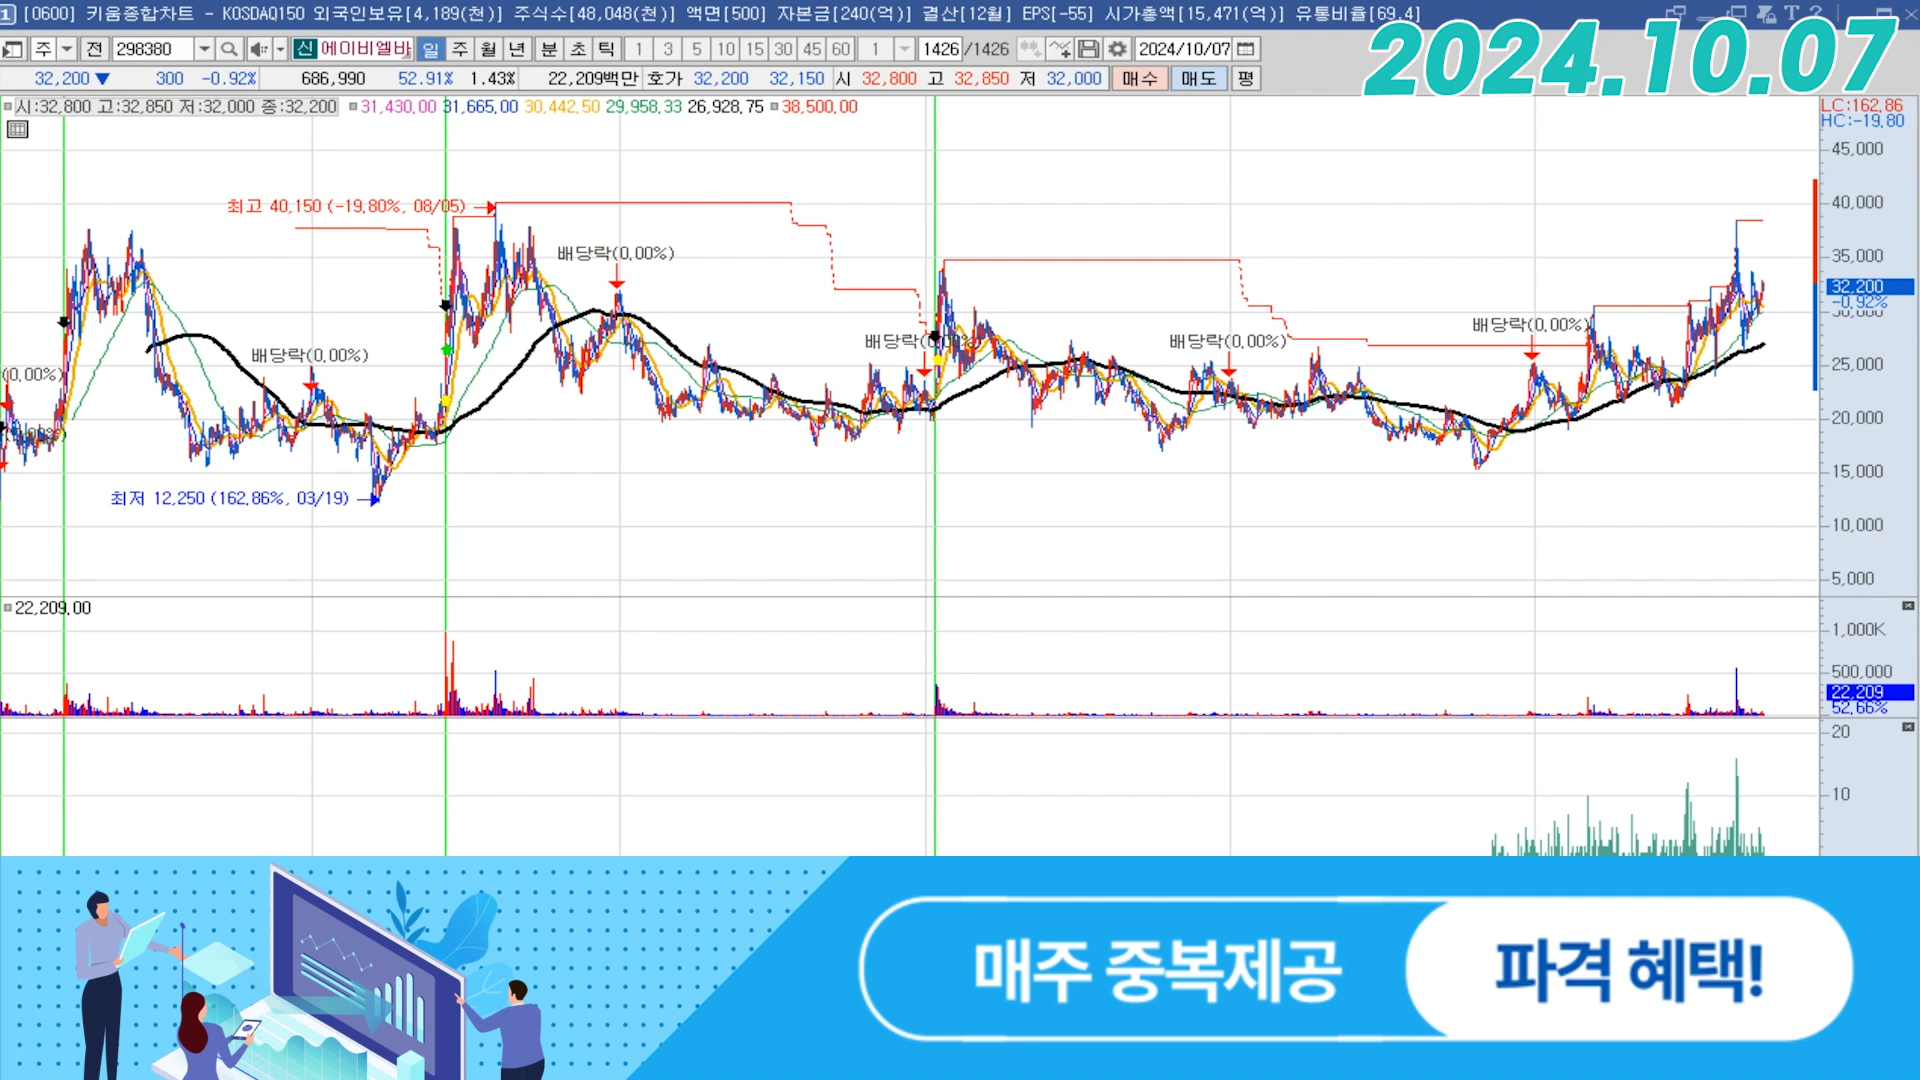 1 [0600] 키움종합차트 - KOSDAQ150 외국인보유[4,189(천)] 주식수[48,048(천)] 액면[500] 자본금[240(억)] 결산[12월] EPS[-55] 시가총액[15,471(억)] 유통비율[69.4]
2024.10.07
주 전 298380 신 에이비엘바 일 주 월 년 분 초 틱 1 3 5 10 15 30 45 60 1 1426 /1426 2024/10/07
32,200 ▼ 300 -0.92% 686,990 52.91% 1.43% 22,209백만 호가 32,200 32,150 시 32,800 고 32,850 저 32,000 매수 매도 평
시:32,800 고:32,850 저:32,000 종:32,200 31,430.00 31,665.00 30,442.50 29,958.33 26,928.75 38,500.00
LC:162.86
HC:-19.80
45,000
최고 40,150 (-19.80%, 08/05)
40,000
배당락(0.00%)
35,000
32,200
-0.92%
30,000
배당락(0.00%)
배당락(0.00%)
배당락(0.00%)
배당락(0.00%)
25,000
(0.00%)
20,000
15,000
최저 12,250 (162.86%, 03/19)
10,000
5,000
22,209.00
1,000K
500,000
22,209
52.66%
20
10
매주 중복제공
파격 혜택!